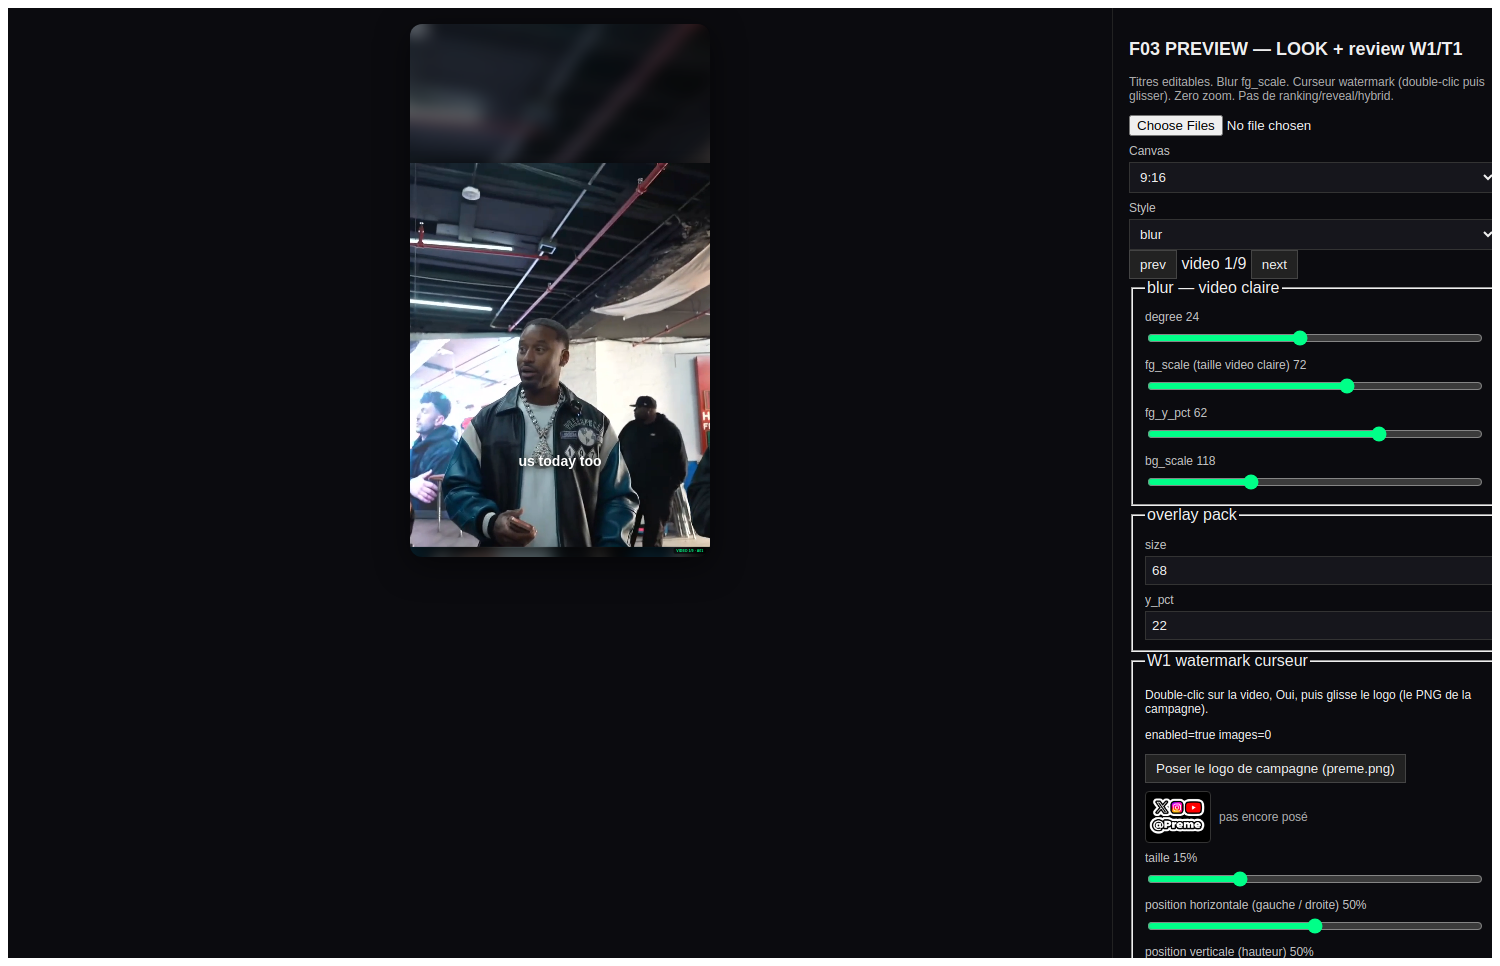 F03 PREVIEW — LOOK + review W1/T1
Titres editables. Blur fg_scale. Curseur watermark (double-clic puis
glisser). Zero zoom. Pas de ranking/reveal/hybrid.
Choose Files No file chosen
Canvas
9:16
Style
blur
prev video 1/9 next
blur — video claire
degree 24
fg_scale (taille video claire) 72
fg_y_pct 62
bg_scale 118
overlay pack
size
68
y_pct
22
W1 watermark curseur
Double-clic sur la video, Oui, puis glisse le logo (le PNG de la
campagne).
enabled=true images=0
Poser le logo de campagne (preme.png)
@Preme
pas encore posé
taille 15%
position horizontale (gauche / droite) 50%
position verticale (hauteur) 50%
us today too